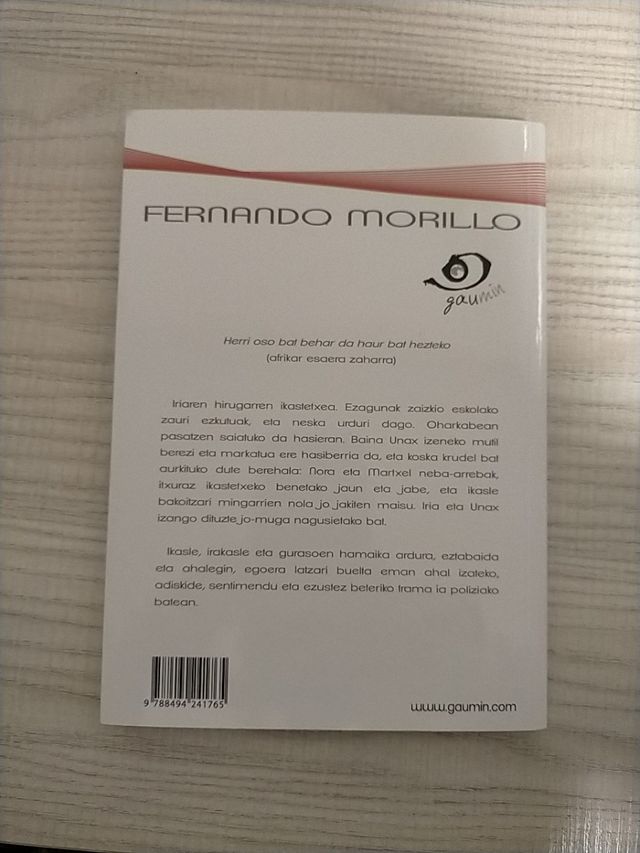 FERNANDO MORILLO
gaumin
Herri oso bat behar da haur bat hezteko
(afrikar esaera zaharra)
Iriaren hirugarren ikastetxea. Ezagunak zaizkio eskolako
zauri ezkutuak, eta neska urduri dago. Oharkabean
pasatzen saiatuko da hasieran. Baina Unax izeneko mutil
berezi eta markatua ere hasiberria da, eta koska krudel bat
aurkituko dute berehala: Nora eta Martxel neba-arrebak,
itxuraz ikastetxeko benetako jaun eta jabe, eta ikasle
bakoitzari mingarrien nola jo jakiten maisu. Iria eta Unax
izango dituzte jo-muga nagusietako bat.
Ikasle, irakasle eta gurasoen hamaika ardura, eztabaida
eta ahalegin, egoera latzari buelta eman ahal izateko,
adiskide, sentimendu eta ezustez beteriko trama ia poliziako
batean.
9 788494 241765
www.gaumin.com